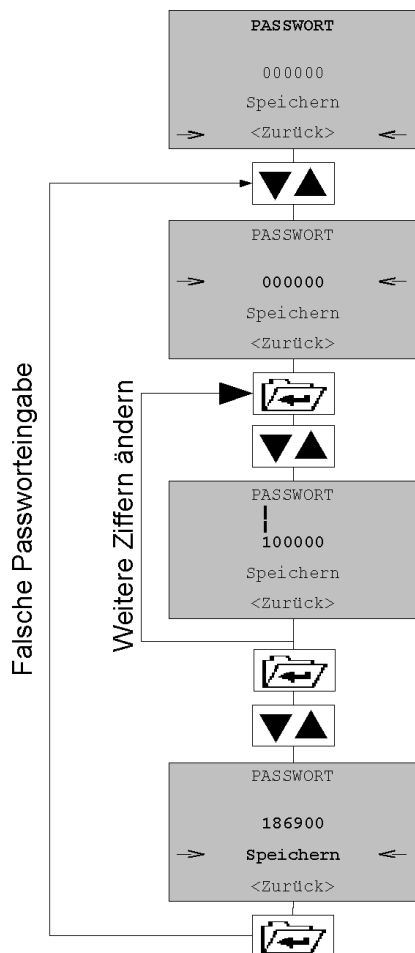 PASSWORT
000000
Speichern
<Zurück>
PASSWORT
000000
Speichern
<Zurück>
PASSWORT
100000
Speichern
<Zurück>
PASSWORT
186900
Speichern
<Zurück>
Weitere Ziffern ändern
Falsche Passworteingabe